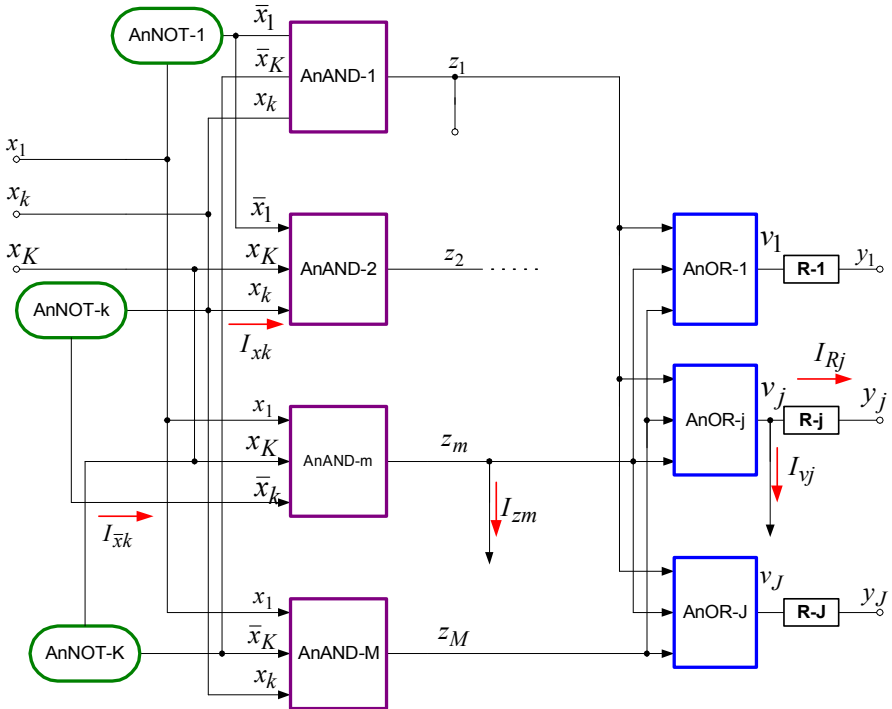 AnNOT-1
x̄1
x̄K
xk
AnAND-1
z1
x1
xk
xK
x̄1
xK
xk
AnAND-2
z2
AnNOT-k
Ixk
AnOR-1
v1
R-1
y1
x1
xK
x̄k
AnAND-m
zm
Ix̄k
Izm
AnOR-j
vj
R-j
IRj
yj
Ivj
AnNOT-K
x1
x̄K
xk
AnAND-M
zM
AnOR-J
vJ
R-J
yJ